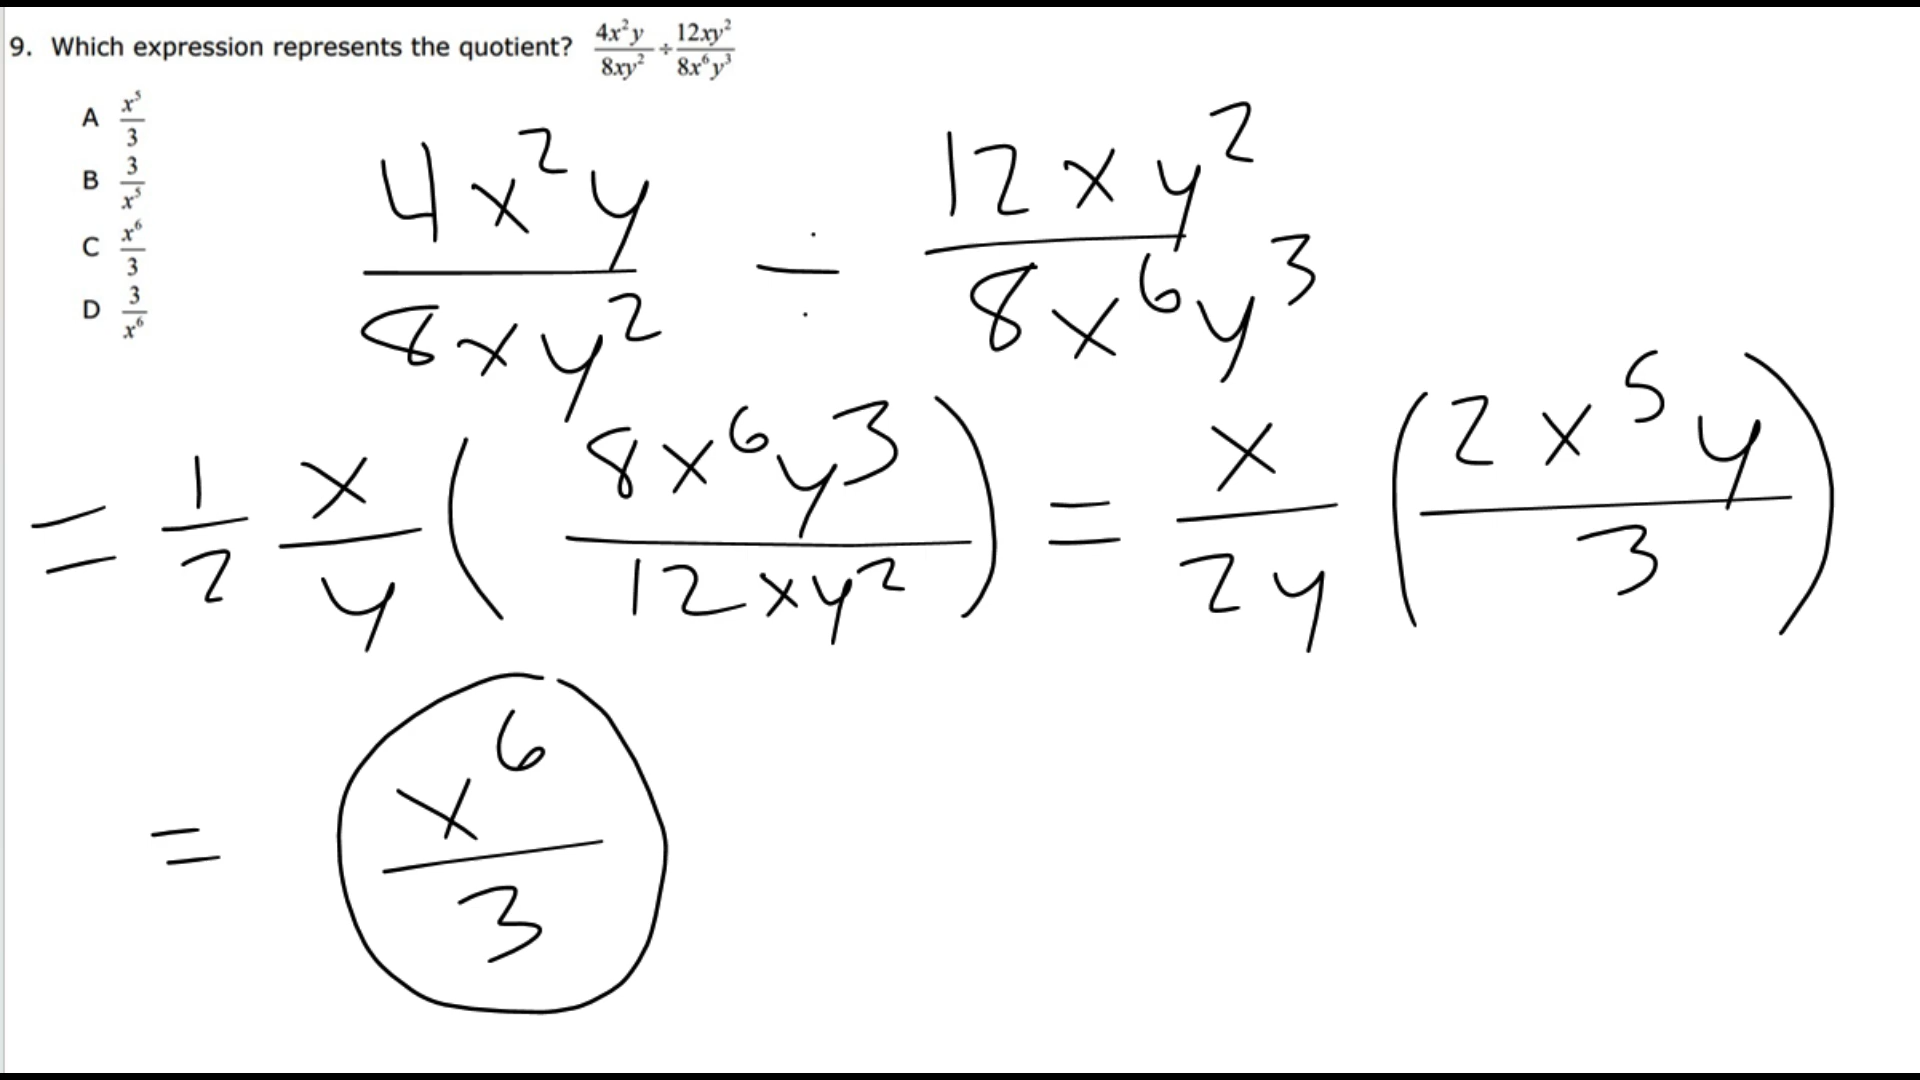 9. Which expression represents the quotient? 4x²y/8xy² ÷ 12xy²/8x⁶y³
A x⁵/3
B 3/x⁵
C x⁶/3
D 3/x⁶
4x²y/8xy² ÷ 12xy²/8x⁶y³
= 1/2 x/y (8x⁶y³/12xy²) = x/2y (2x⁵y/3)
= x⁶/3